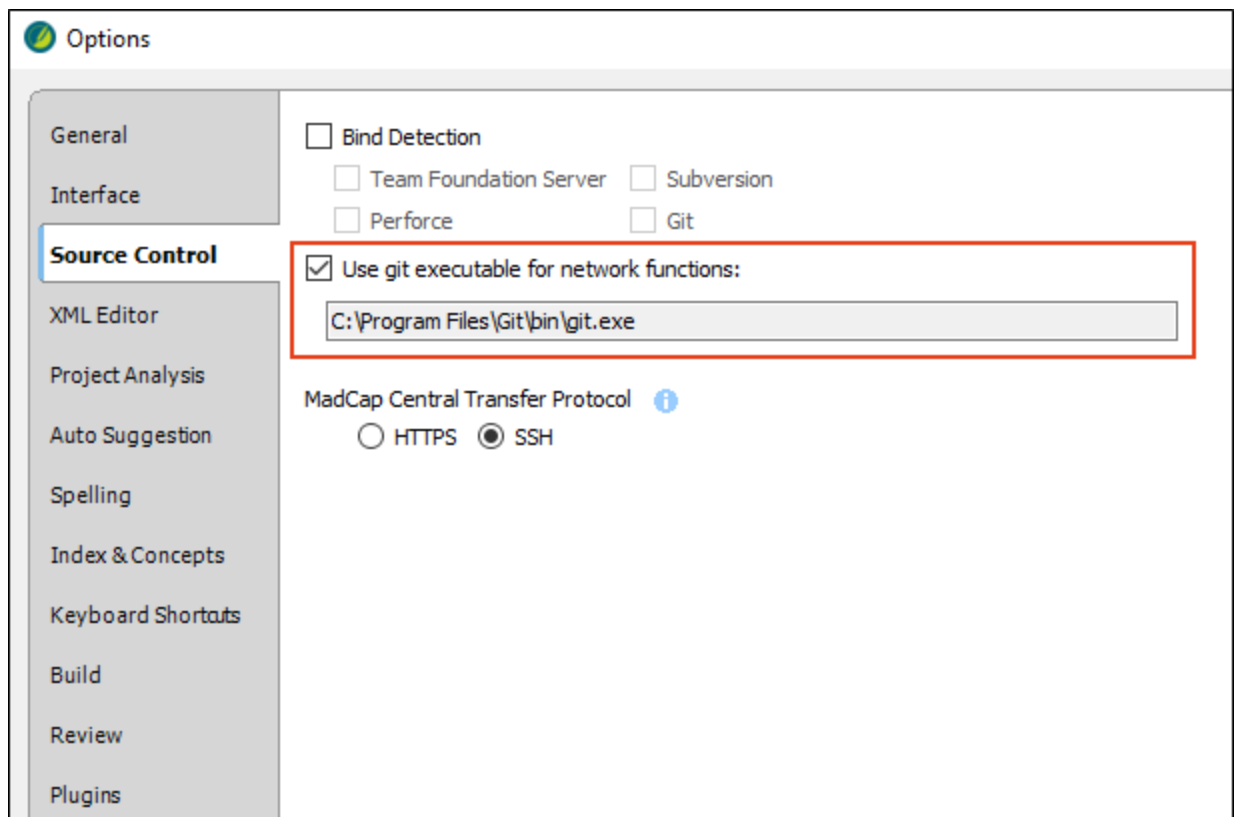 Options
General
Interface
Source Control
XML Editor
Project Analysis
Auto Suggestion
Spelling
Index & Concepts
Keyboard Shortcuts
Build
Review
Plugins
Bind Detection
Team Foundation Server Subversion
Perforce Git
Use git executable for network functions:
C:\Program Files\Git\bin\git.exe
MadCap Central Transfer Protocol
HTTPS SSH